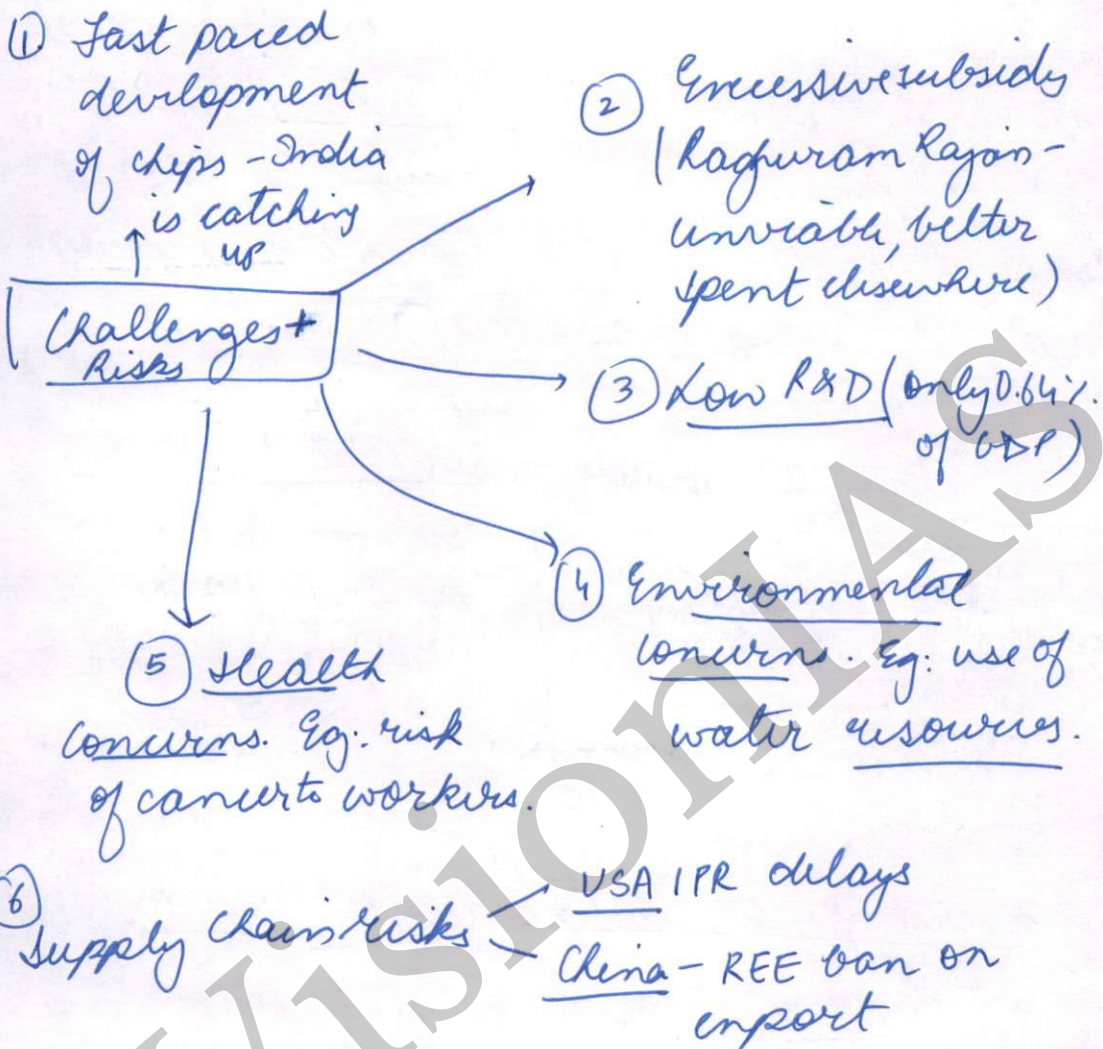 ① Fast paced
development
of chips - India
is catching
up
Challenges +
Risks
② Excessive subsidy
(Raghuram Rajan -
unviable, better
spent elsewhere)
③ Low R&D (only 0.64%
of GDP)
④ Environmental
concerns. Eg: use of
water resources.
⑤ Health
concerns. Eg: risk
of cancer to workers.
⑥ Supply chain risks
USA IPR delays
China - REE ban on
export
VisionIAS